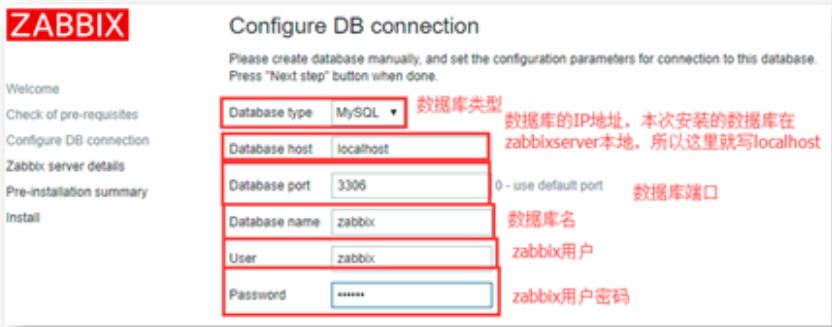 ZABBIX
Configure DB connection
Please create database manually, and set the configuration parameters for connection to this database.
Press "Next step" button when done.
Welcome
Check of pre-requisites
Configure DB connection
Zabbix server details
Pre-installation summary
Install
Database type MySQL 数据库类型
数据库的IP地址，本次安装的数据库在
zabbixserver本地，所以这里就写localhost
Database host localhost
Database port 3306 0 - use default port 数据库端口
Database name zabbix 数据库名
User zabbix zabbix用户
Password •••••• zabbix用户密码